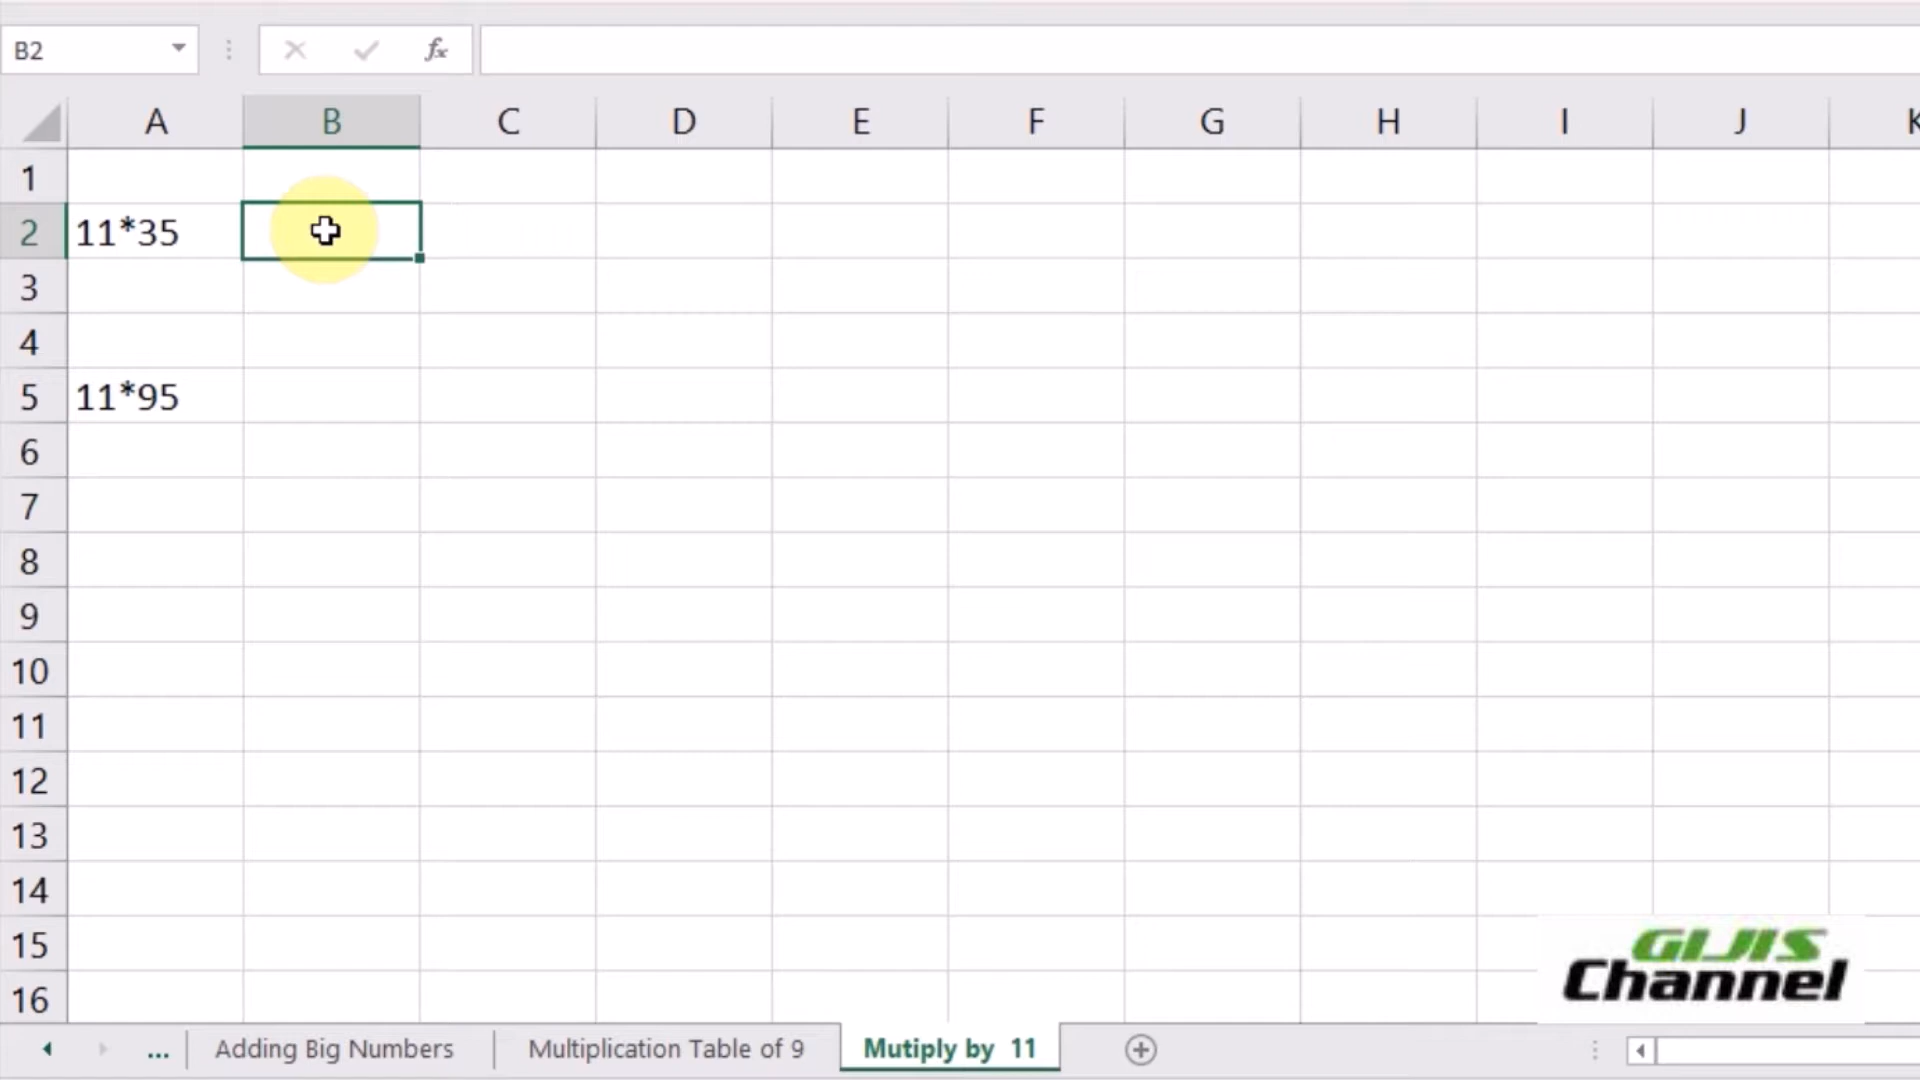 B2
fx
A B C D E F G H I J K
1
2 11*35
3
4
5 11*95
6
7
8
9
10
11
12
13
14
15
16
GIJIS
Channel
... Adding Big Numbers Multiplication Table of 9 Mutiply by 11